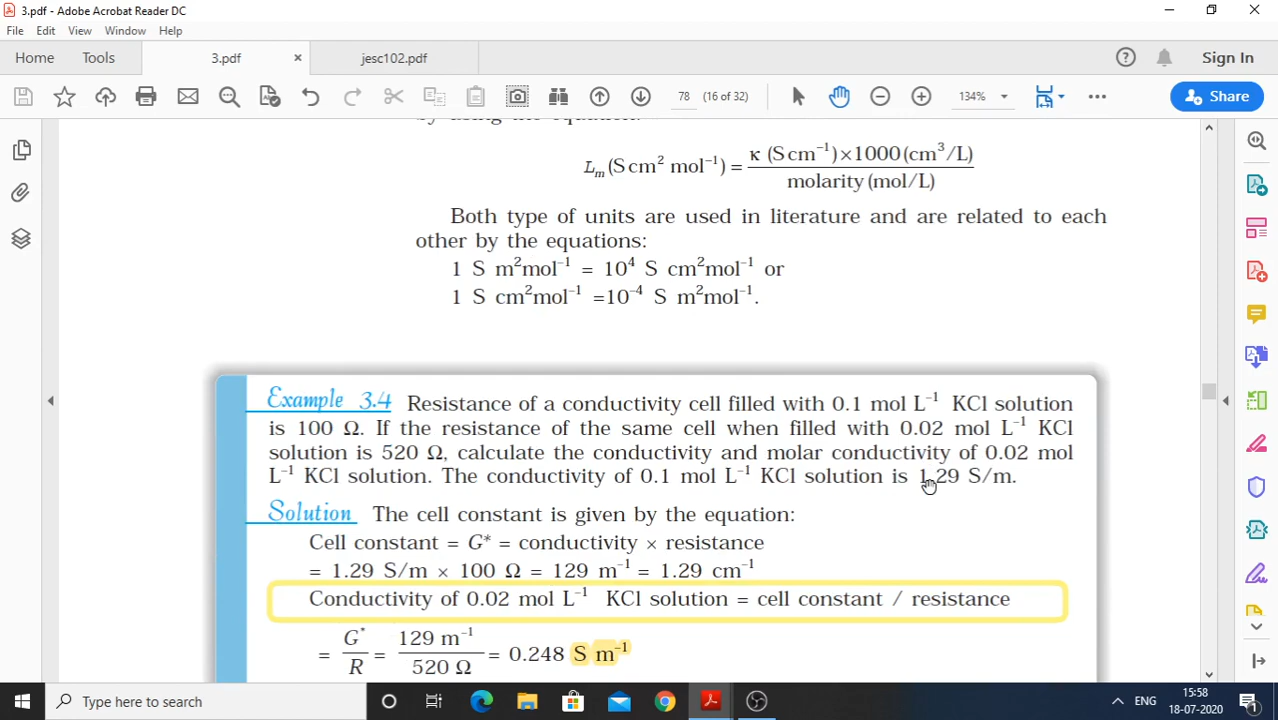 3.pdf - Adobe Acrobat Reader DC
File Edit View Window Help
Home Tools 3.pdf × jesc102.pdf Sign In
78 (16 of 32) 134% Share
by using the equation:
Lm (S cm² mol⁻¹) = κ (S cm⁻¹) × 1000 (cm³/L)
molarity (mol/L)
Both type of units are used in literature and are related to each
other by the equations:
1 S m²mol⁻¹ = 10⁴ S cm²mol⁻¹ or
1 S cm²mol⁻¹ =10⁻⁴ S m²mol⁻¹.
Example 3.4 Resistance of a conductivity cell filled with 0.1 mol L⁻¹ KCl solution
is 100 Ω. If the resistance of the same cell when filled with 0.02 mol L⁻¹ KCl
solution is 520 Ω, calculate the conductivity and molar conductivity of 0.02 mol
L⁻¹ KCl solution. The conductivity of 0.1 mol L⁻¹ KCl solution is 1.29 S/m.
Solution The cell constant is given by the equation:
Cell constant = G* = conductivity × resistance
= 1.29 S/m × 100 Ω = 129 m⁻¹ = 1.29 cm⁻¹
Conductivity of 0.02 mol L⁻¹ KCl solution = cell constant / resistance
= G* / R = 129 m⁻¹ / 520 Ω = 0.248 S m⁻¹
Type here to search
ENG
15:58
18-07-2020
1